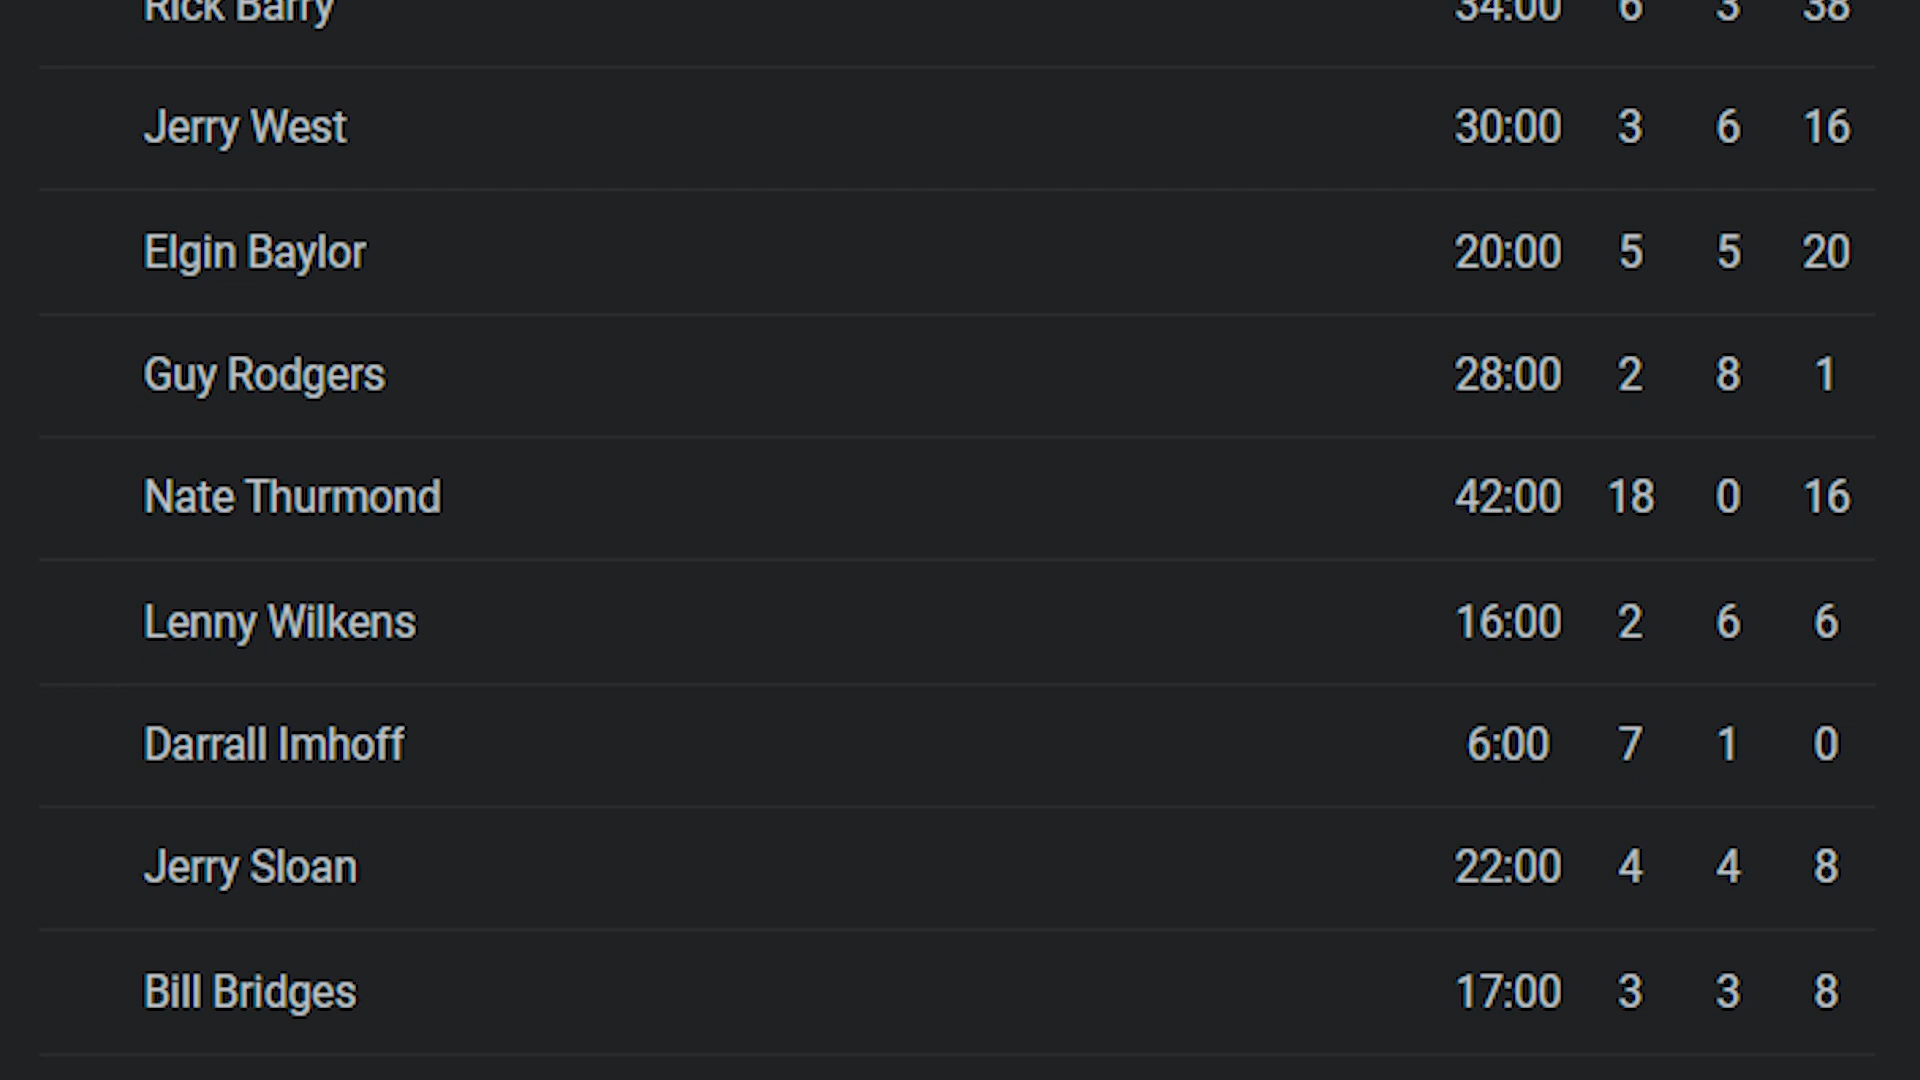 Rick Barry 34:00 6 3 38
Jerry West 30:00 3 6 16
Elgin Baylor 20:00 5 5 20
Guy Rodgers 28:00 2 8 1
Nate Thurmond 42:00 18 0 16
Lenny Wilkens 16:00 2 6 6
Darrall Imhoff 6:00 7 1 0
Jerry Sloan 22:00 4 4 8
Bill Bridges 17:00 3 3 8